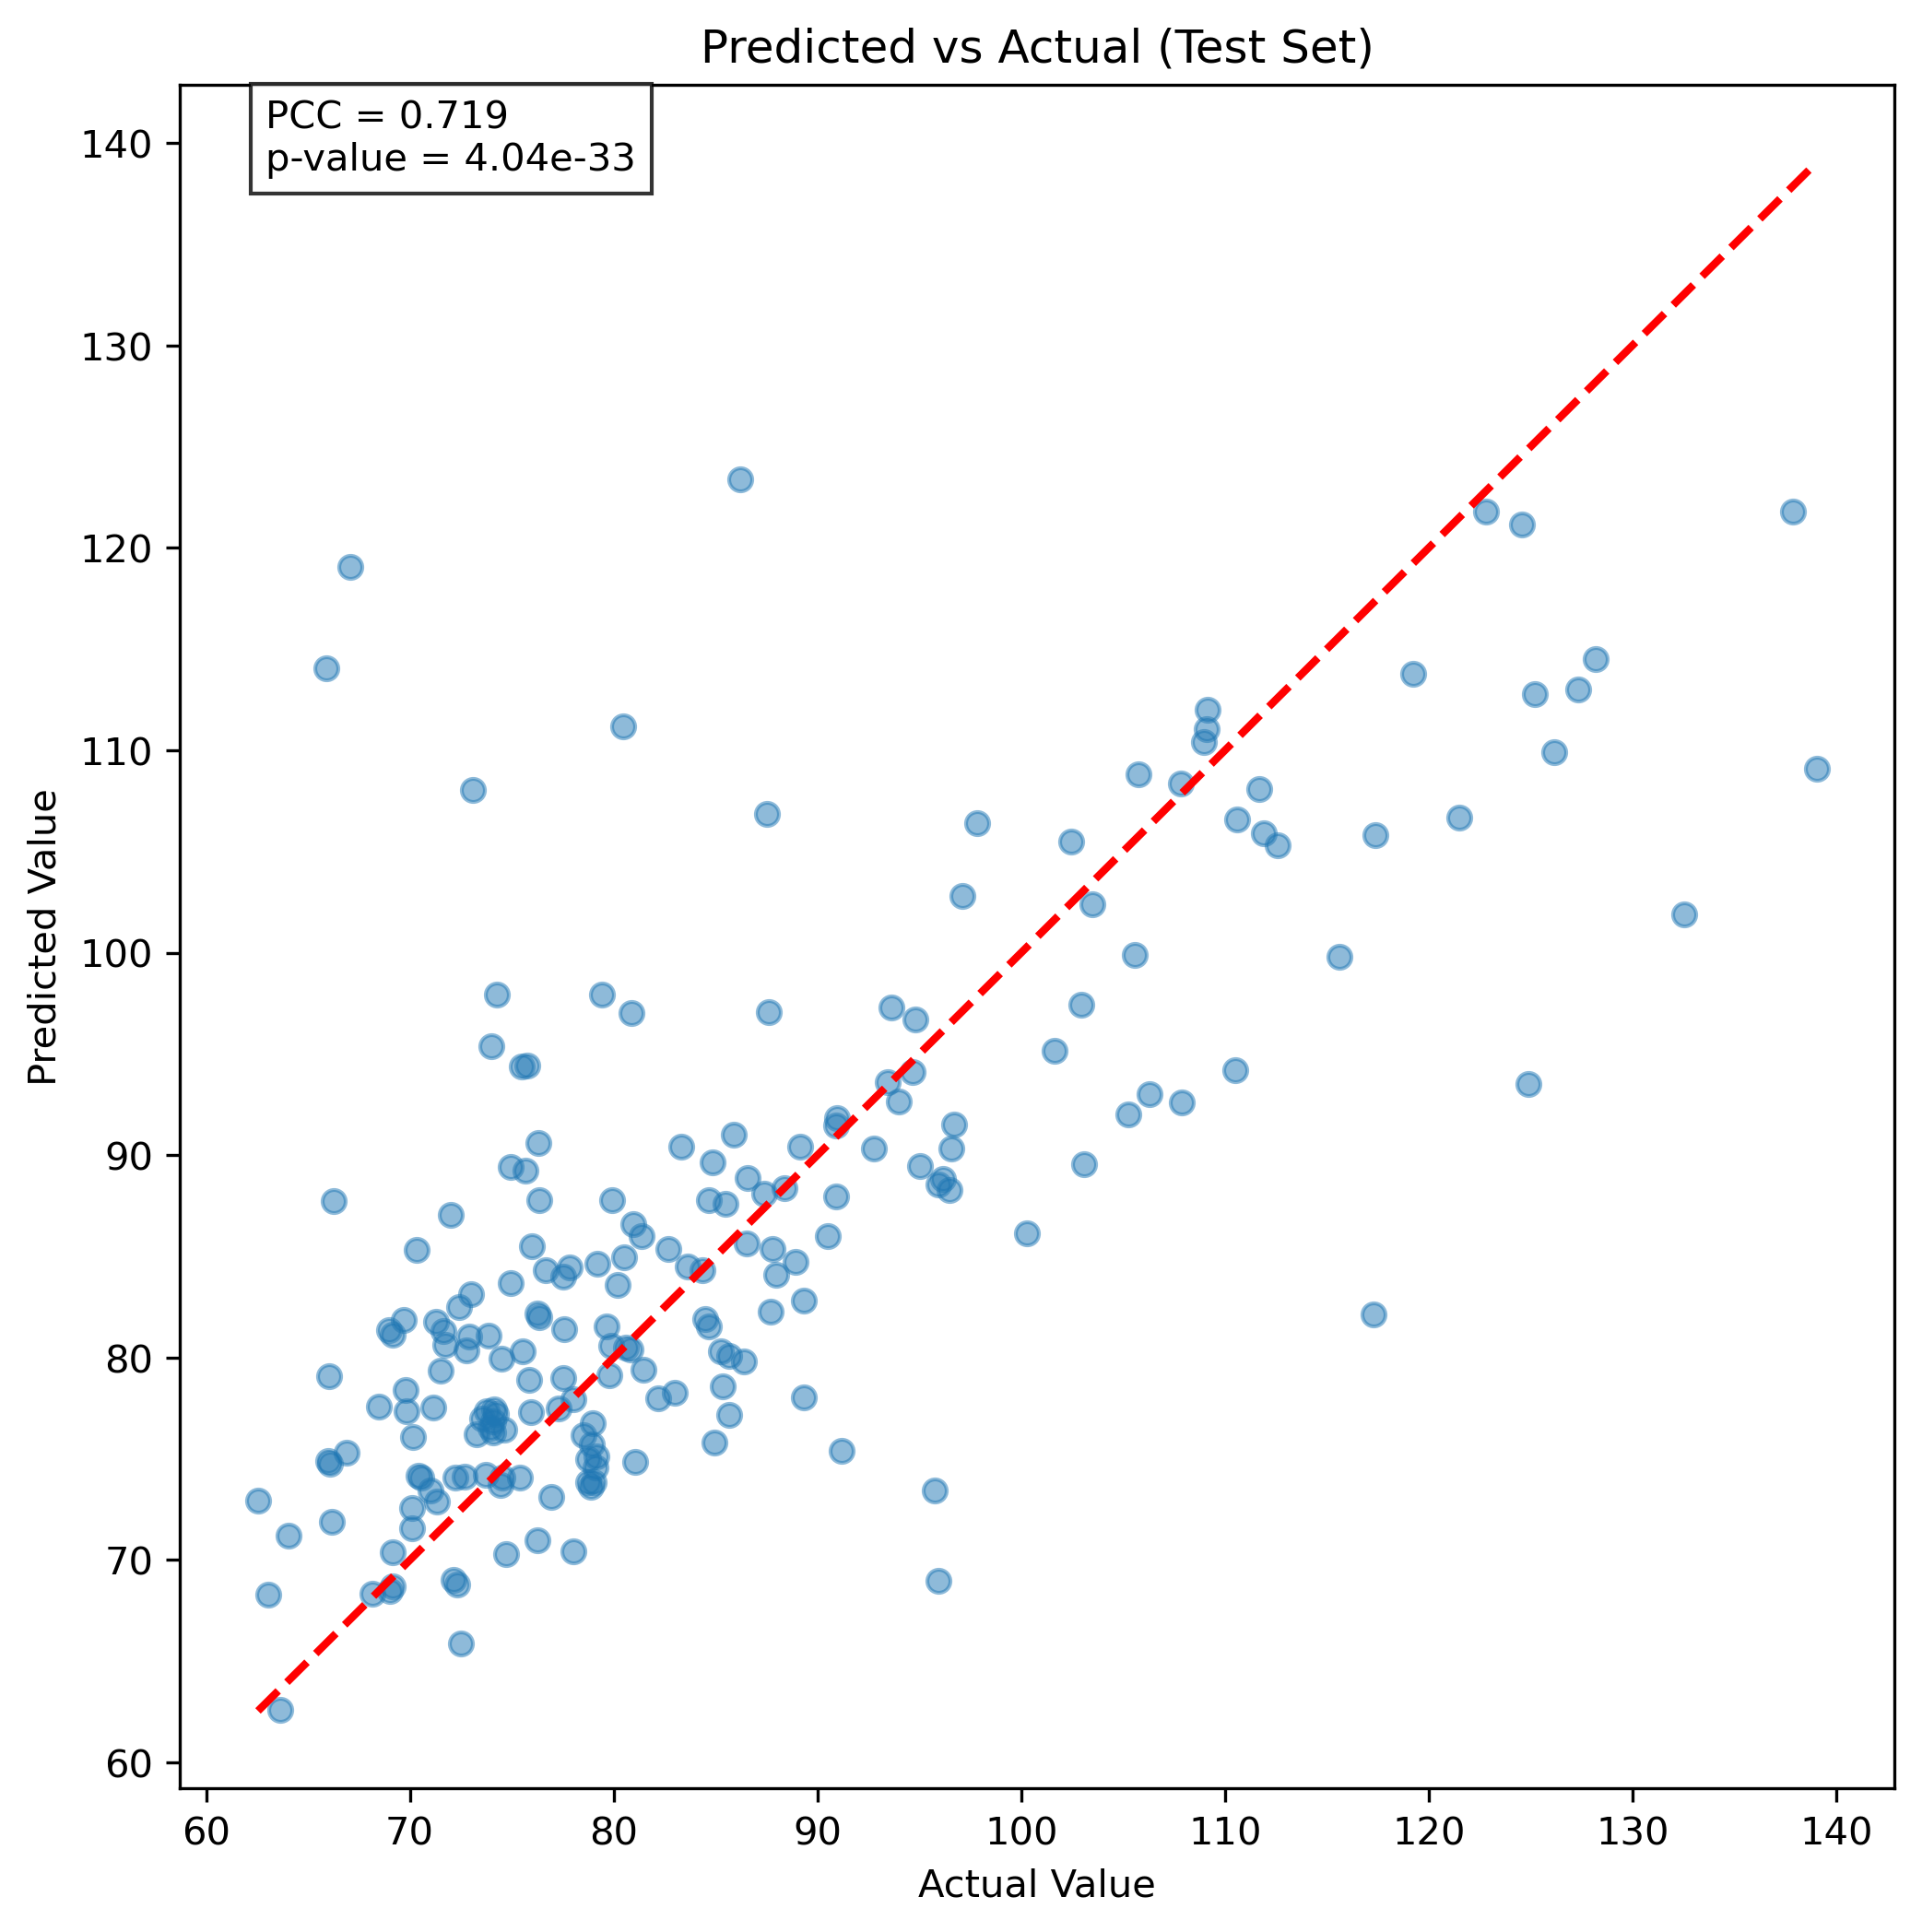 Predicted vs Actual (Test Set)
PCC = 0.719
p-value = 4.04e-33
140
130
120
110
100
90
80
70
60
Predicted Value
60 70 80 90 100 110 120 130 140
Actual Value